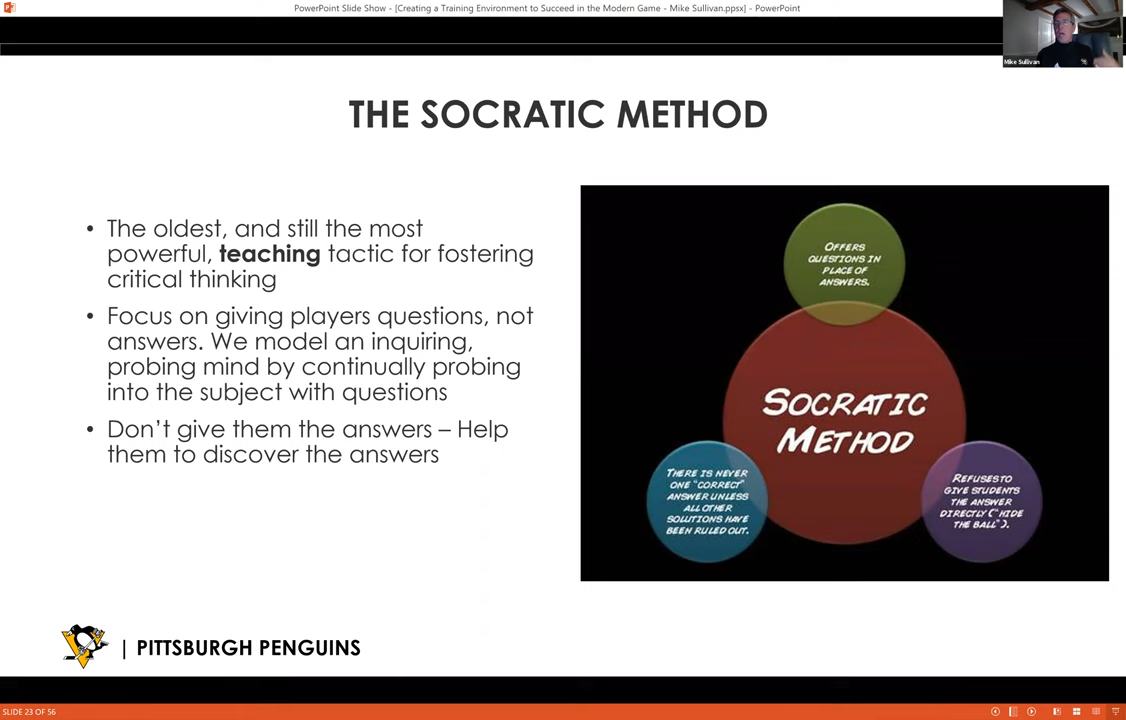 PowerPoint Slide Show - [Creating a Training Environment to Succeed in the Modern Game - Mike Sullivan.ppsx] - PowerPoint
Mike Sullivan
THE SOCRATIC METHOD
• The oldest, and still the most
powerful, teaching tactic for fostering
critical thinking
• Focus on giving players questions, not
answers. We model an inquiring,
probing mind by continually probing
into the subject with questions
• Don't give them the answers – Help
them to discover the answers
OFFERS
QUESTIONS IN
PLACE OF
ANSWERS.
SOCRATIC
METHOD
THERE IS NEVER
ONE "CORRECT"
ANSWER UNLESS
ALL OTHER
SOLUTIONS HAVE
BEEN RULED OUT.
REFUSES TO
GIVE STUDENTS
THE ANSWER
DIRECTLY ("HIDE
THE BALL").
| PITTSBURGH PENGUINS
SLIDE 23 OF 56